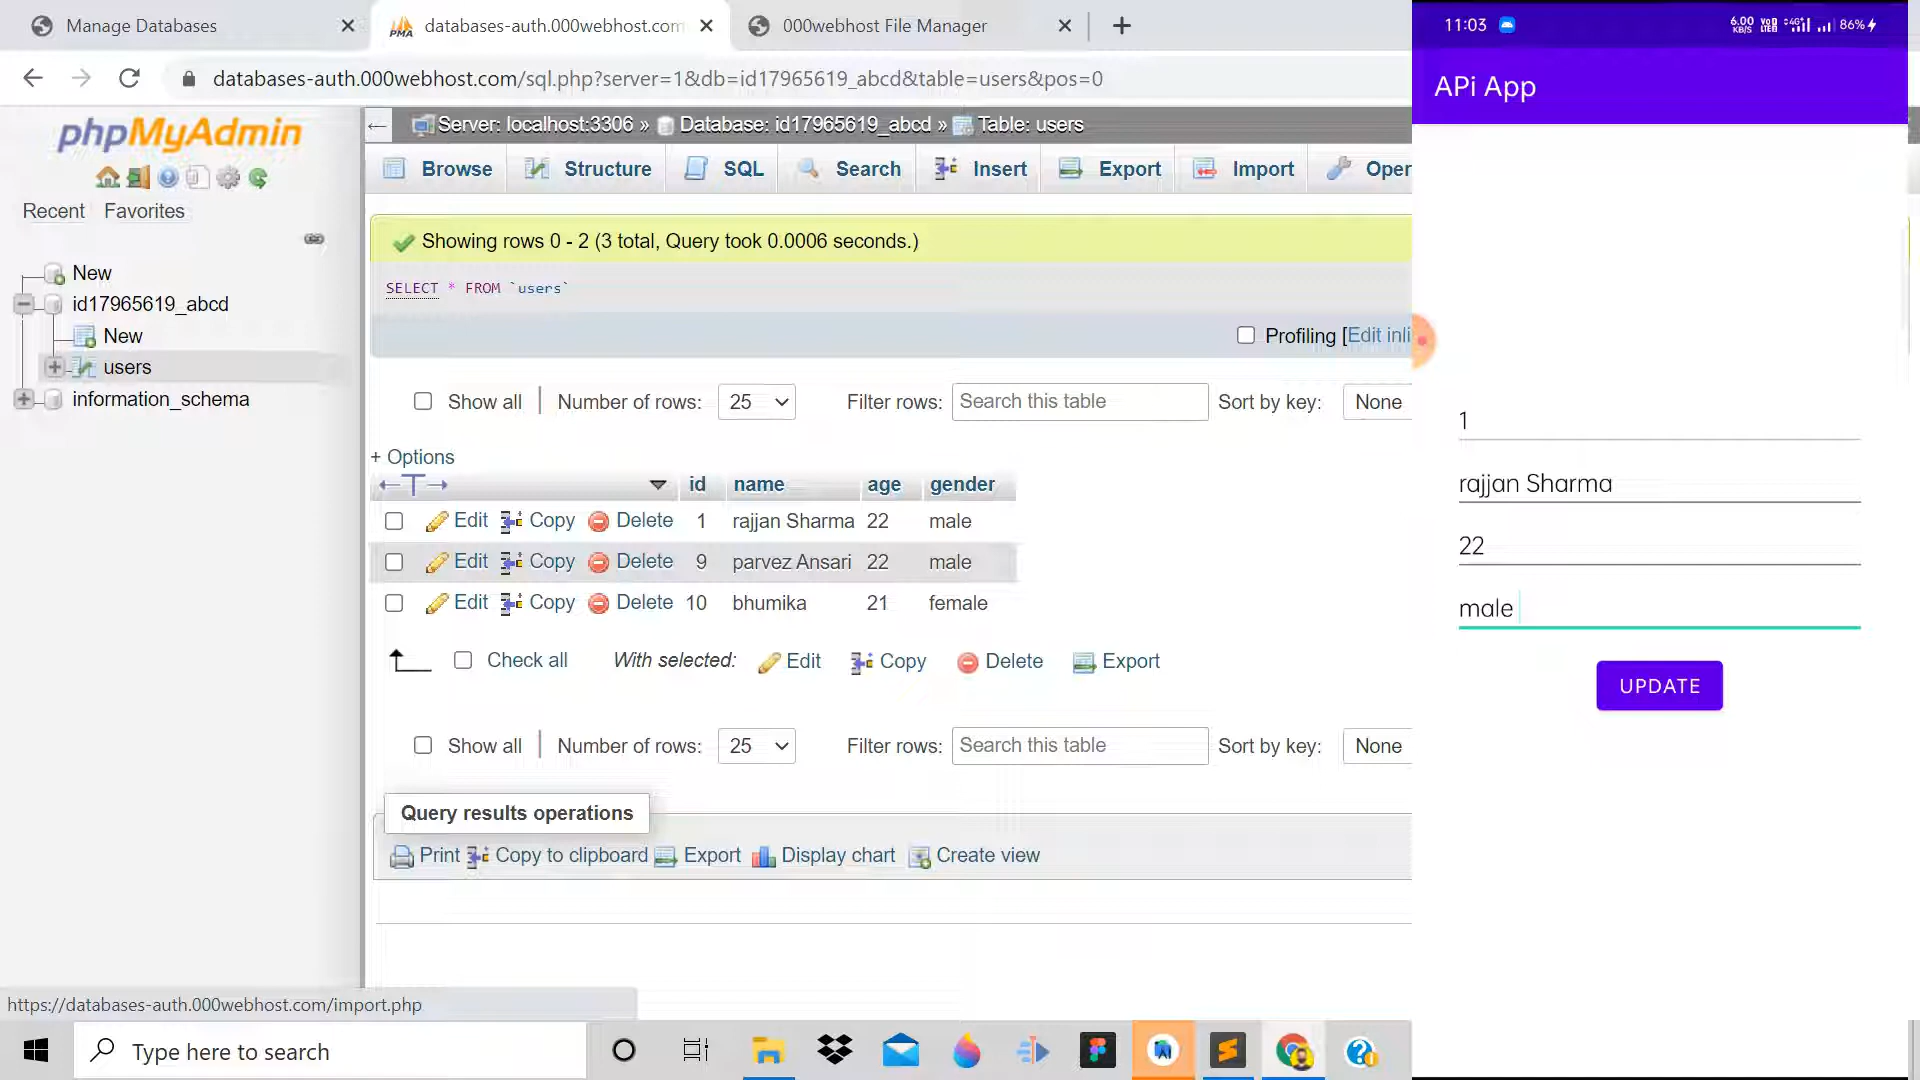 Manage Databases
databases-auth.000webhost.com
000webhost File Manager
databases-auth.000webhost.com/sql.php?server=1&db=id17965619_abcd&table=users&pos=0
phpMyAdmin
Recent Favorites
New
id17965619_abcd
New
users
information_schema
Server: localhost:3306 » Database: id17965619_abcd » Table: users
Browse Structure SQL Search Insert Export Import Oper
Showing rows 0 - 2 (3 total, Query took 0.0006 seconds.)
SELECT * FROM `users`
Profiling [Edit inli
Show all Number of rows: 25 Filter rows: Search this table Sort by key: None
+ Options
id name age gender
Edit Copy Delete 1 rajjan Sharma 22 male
Edit Copy Delete 9 parvez Ansari 22 male
Edit Copy Delete 10 bhumika 21 female
Check all With selected: Edit Copy Delete Export
Show all Number of rows: 25 Filter rows: Search this table Sort by key: None
Query results operations
Print Copy to clipboard Export Display chart Create view
https://databases-auth.000webhost.com/import.php
Type here to search
11:03 6.00 KB/S 4G+ 86%
APi App
1
rajjan Sharma
22
male
UPDATE